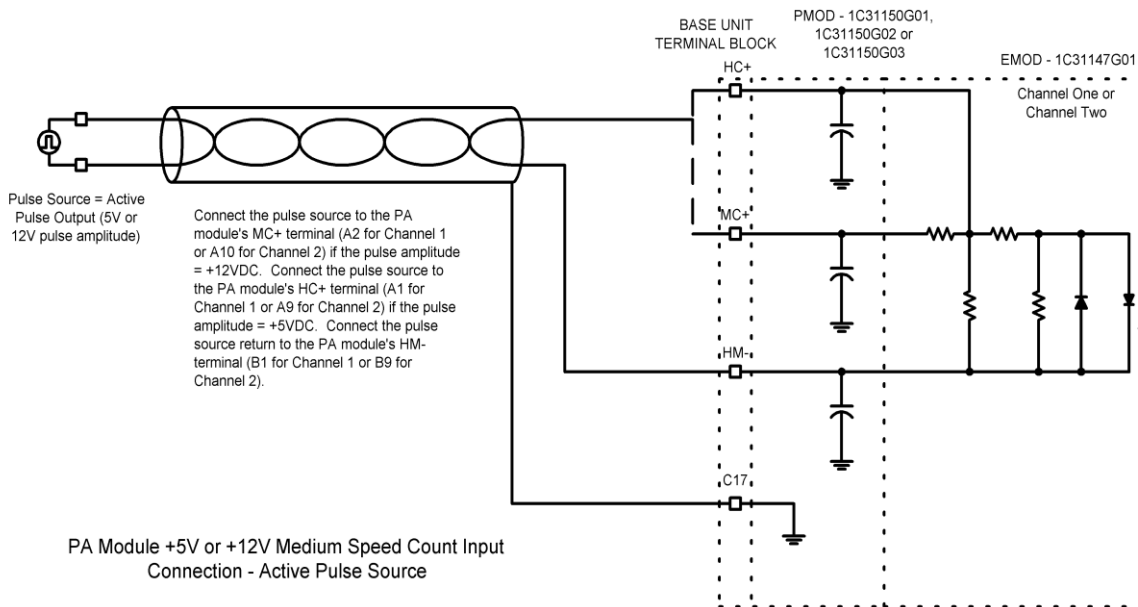 BASE UNIT
TERMINAL BLOCK
PMOD - 1C31150G01,
1C31150G02 or
1C31150G03
EMOD - 1C31147G01
HC+
Channel One or
Channel Two
Pulse Source = Active
Pulse Output (5V or
12V pulse amplitude)
Connect the pulse source to the PA
module's MC+ terminal (A2 for Channel 1
or A10 for Channel 2) if the pulse amplitude
= +12VDC. Connect the pulse source to
the PA module's HC+ terminal (A1 for
Channel 1 or A9 for Channel 2) if the pulse
amplitude = +5VDC. Connect the pulse
source return to the PA module's HM-
terminal (B1 for Channel 1 or B9 for
Channel 2).
MC+
HM-
C17
PA Module +5V or +12V Medium Speed Count Input
Connection - Active Pulse Source